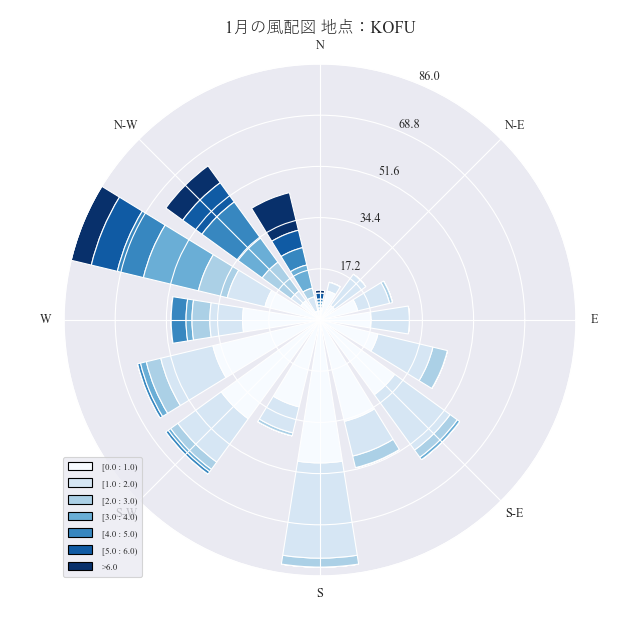 1月の風配図 地点：KOFU
N
86.0
N-W
68.8
N-E
51.6
34.4
17.2
W
E
[0.0 : 1.0)
[1.0 : 2.0)
[2.0 : 3.0)
[3.0 : 4.0)
[4.0 : 5.0)
[5.0 : 6.0)
>6.0
S-W
S-E
S